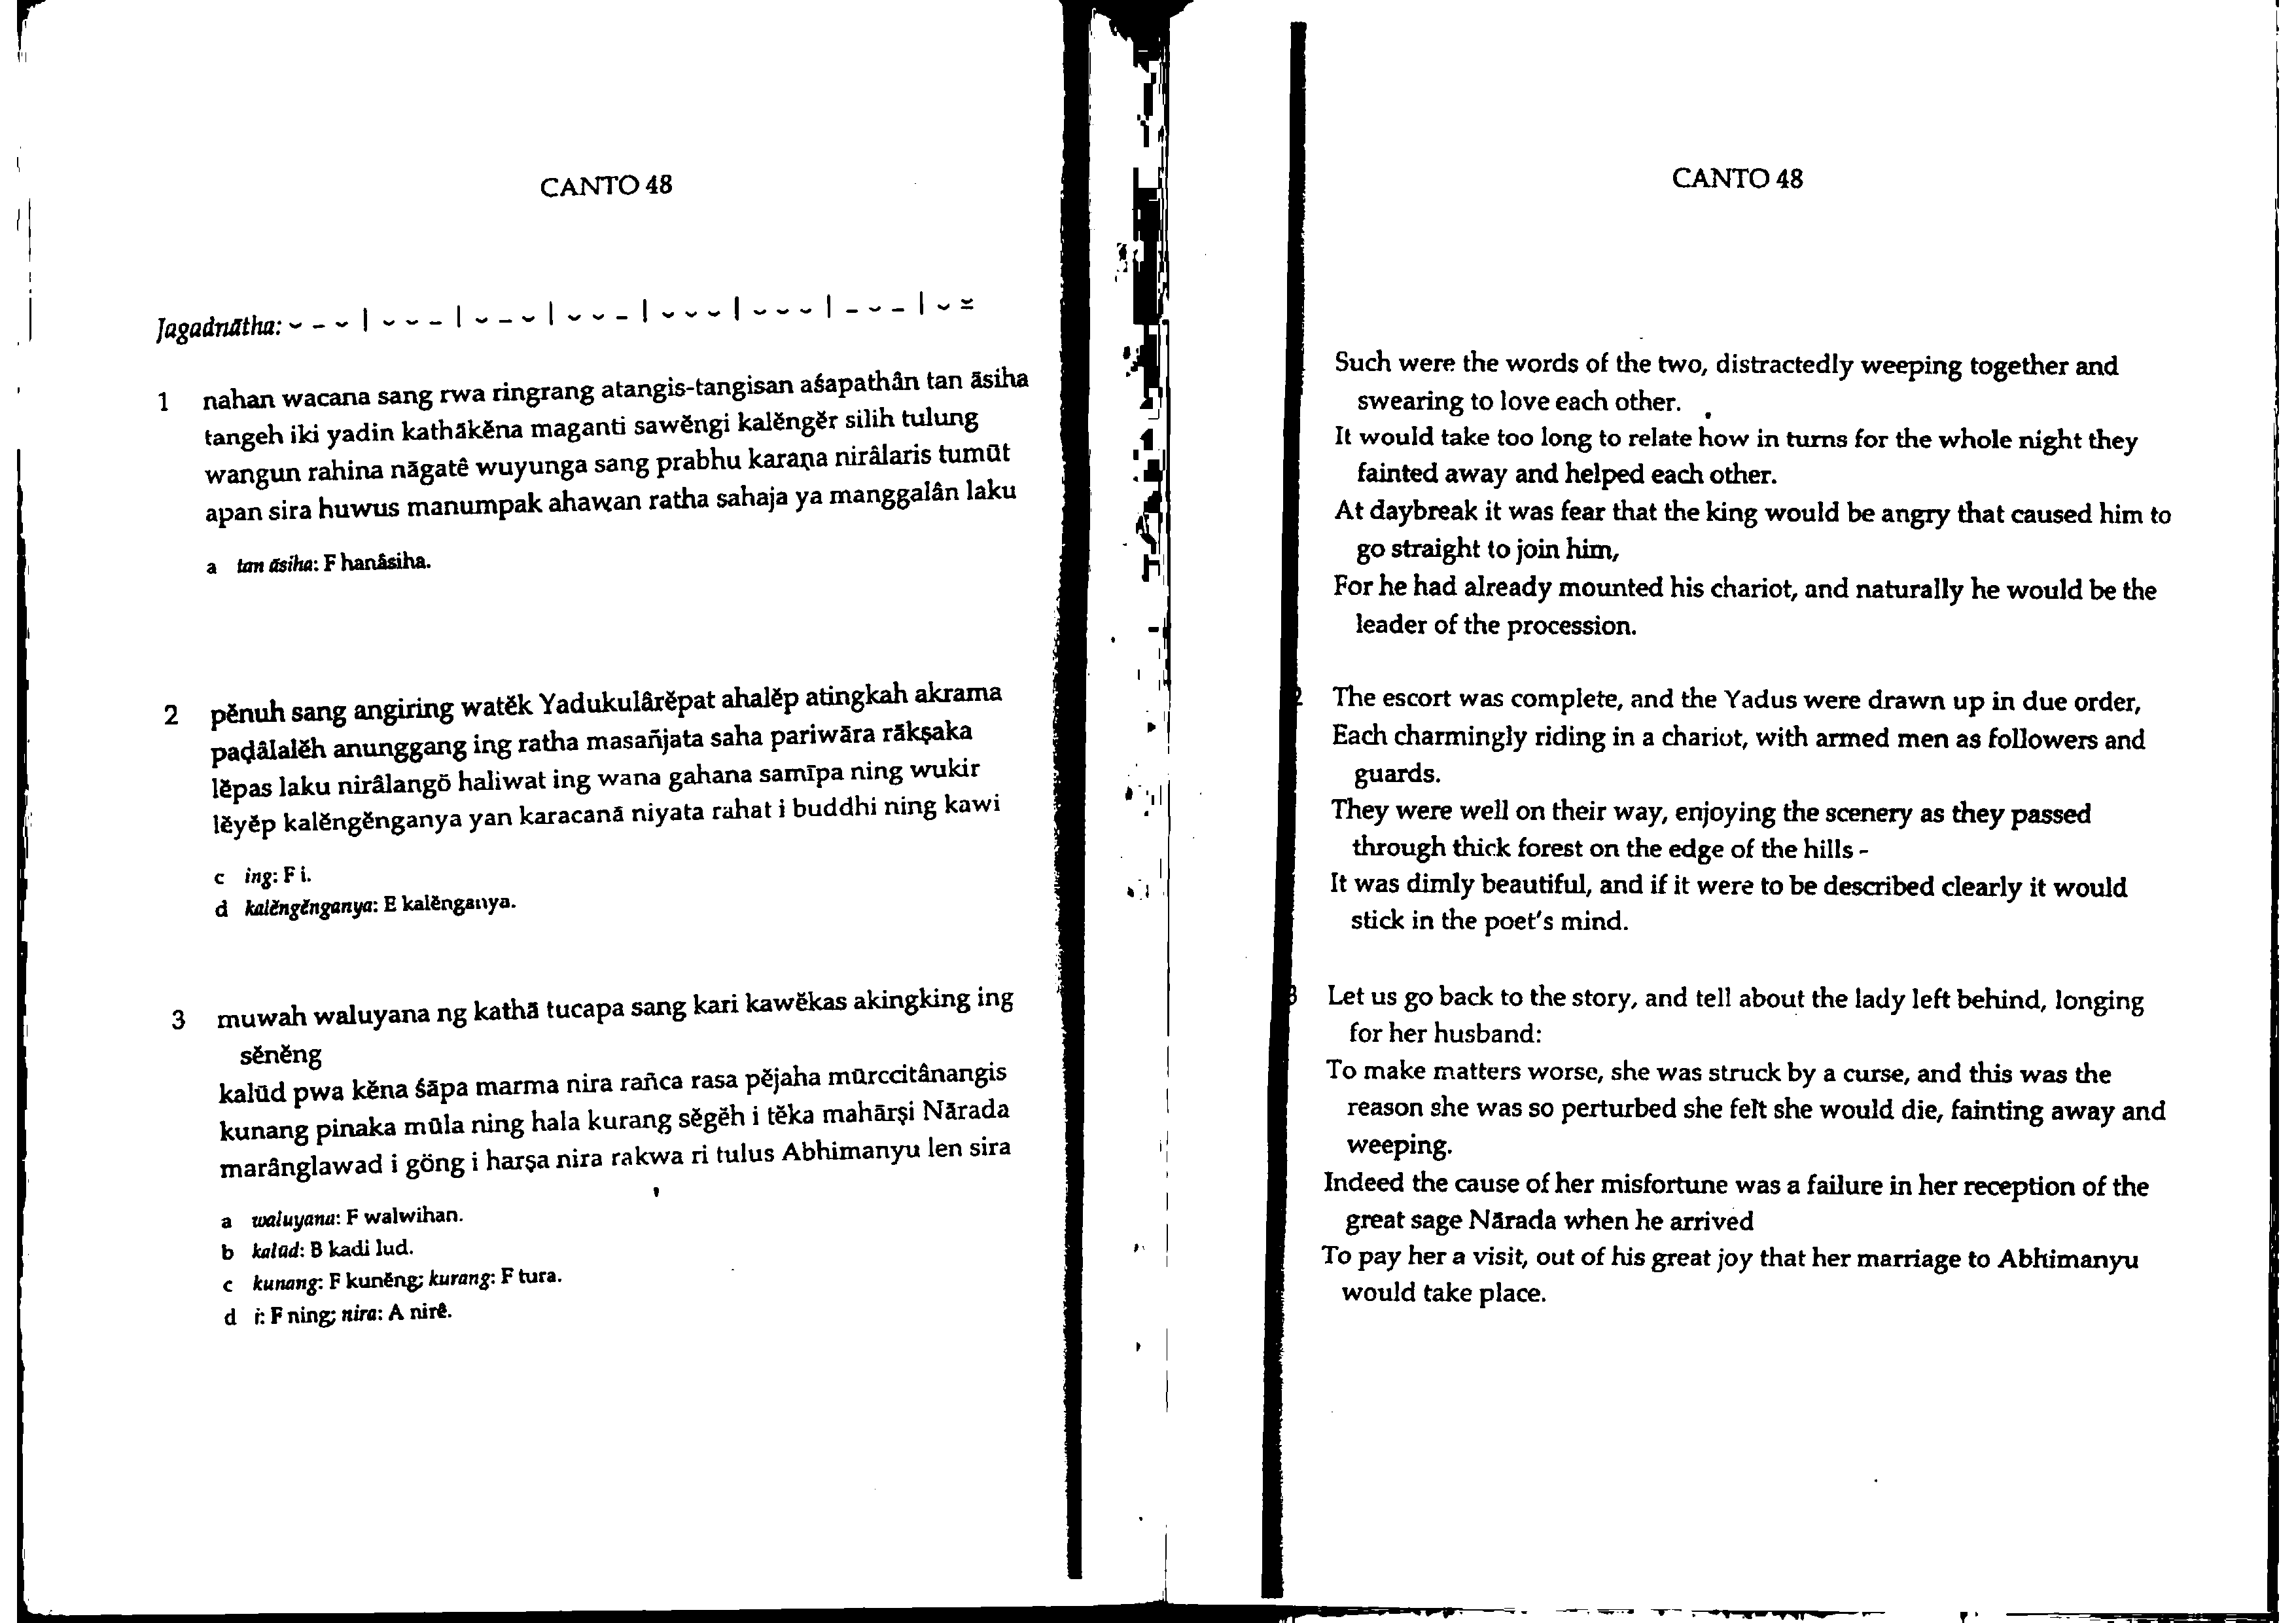 CANTO 48
Jagadnātha: ⏑ – – ⏑ | ⏑ ⏑ – | ⏑ – ⏑ | ⏑ ⏑ – | ⏑ ⏑ ⏑ | ⏑ ⏑ ⏑ | – ⏑ – | ⏑ ⏓
1 nahan wacana sang rwa ringrang atangis-tangisan aśapathân tan āsiha
tangeh iki yadin kathākĕna maganti sawĕngi kalĕngĕr silih tulung
wangun rahina nāgatê wuyunga sang prabhu karaṇa nirâlaris tumūt
apan sira huwus manumpak ahawan ratha sahaja ya manggalân laku
a tan āsiha: F hanâsiha.
2 pĕnuh sang angiring watĕk Yadukulârĕpat ahalĕp atingkah akrama
paḍâlalĕh anunggang ing ratha masañjata saha pariwāra rākṣaka
lĕpas laku nirâlangö haliwat ing wana gahana samīpa ning wukir
lĕyĕp kalĕngĕnganya yan karacanā niyata rahat i buddhi ning kawi
c ing: F i.
d kalĕngĕnganya: E kalĕnganya.
3 muwah waluyana ng kathā tucapa sang kari kawĕkas akingking ing
sĕnĕng
kalūd pwa kĕna śāpa marma nira rañca rasa pĕjaha mūrccitânangis
kunang pinaka mūla ning hala kurang sĕgĕh i tĕka mahārṣi Nārada
marânglawad i göng i harṣa nira rakwa ri tulus Abhimanyu len sira
a waluyana: F walwihan.
b kalūd: B kadi lud.
c kunang: F kunĕng; kurang: F tura.
d i: F ning; nira: A nirê.
CANTO 48
Such were the words of the two, distractedly weeping together and
swearing to love each other.
It would take too long to relate how in turns for the whole night they
fainted away and helped each other.
At daybreak it was fear that the king would be angry that caused him to
go straight to join him,
For he had already mounted his chariot, and naturally he would be the
leader of the procession.
2 The escort was complete, and the Yadus were drawn up in due order,
Each charmingly riding in a chariot, with armed men as followers and
guards.
They were well on their way, enjoying the scenery as they passed
through thick forest on the edge of the hills -
It was dimly beautiful, and if it were to be described clearly it would
stick in the poet's mind.
3 Let us go back to the story, and tell about the lady left behind, longing
for her husband:
To make matters worse, she was struck by a curse, and this was the
reason she was so perturbed she felt she would die, fainting away and
weeping.
Indeed the cause of her misfortune was a failure in her reception of the
great sage Nārada when he arrived
To pay her a visit, out of his great joy that her marriage to Abhimanyu
would take place.